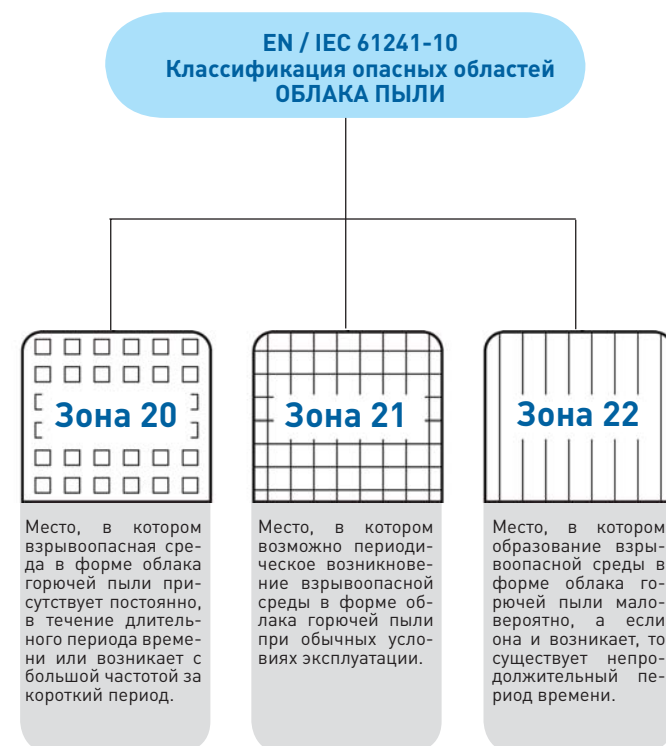 EN / IEC 61241-10
Классификация опасных областей
ОБЛАКА ПЫЛИ
Зона 20
Место, в котором
взрывоопасная сре-
да в форме облака
горючей пыли при-
сутствует постоянно,
в течение длитель-
ного периода време-
ни или возникает с
большой частотой за
короткий период.
Зона 21
Место, в котором
возможно периоди-
ческое возникнове-
ние взрывоопасной
среды в форме об-
лака горючей пыли
при обычных усло-
виях эксплуатации.
Зона 22
Место, в котором
образование взры-
воопасной среды в
форме облака го-
рючей пыли мало-
вероятно, а если
она и возникает, то
существует непро-
должительный пе-
риод времени.